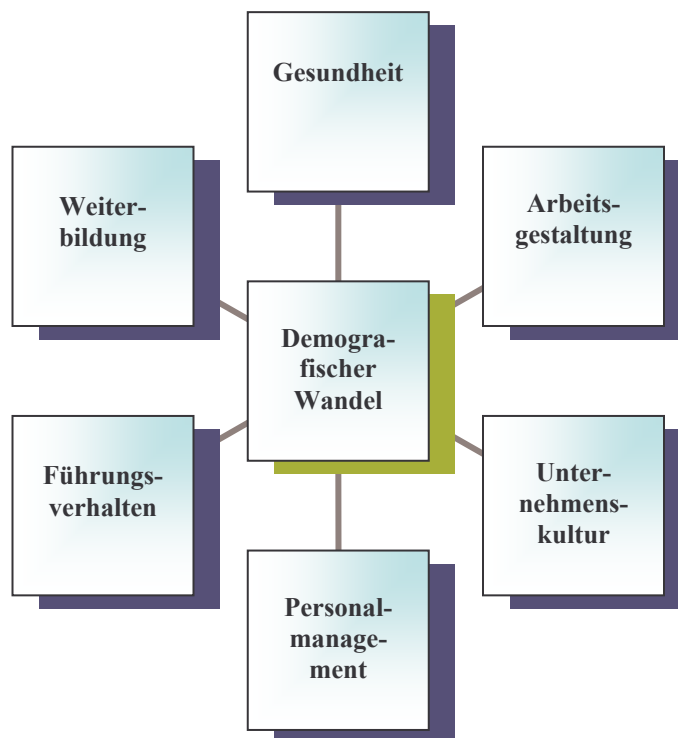 Gesundheit
Weiter-
bildung
Arbeits-
gestaltung
Demogra-
fischer
Wandel
Führungs-
verhalten
Unter-
nehmens-
kultur
Personal-
manage-
ment